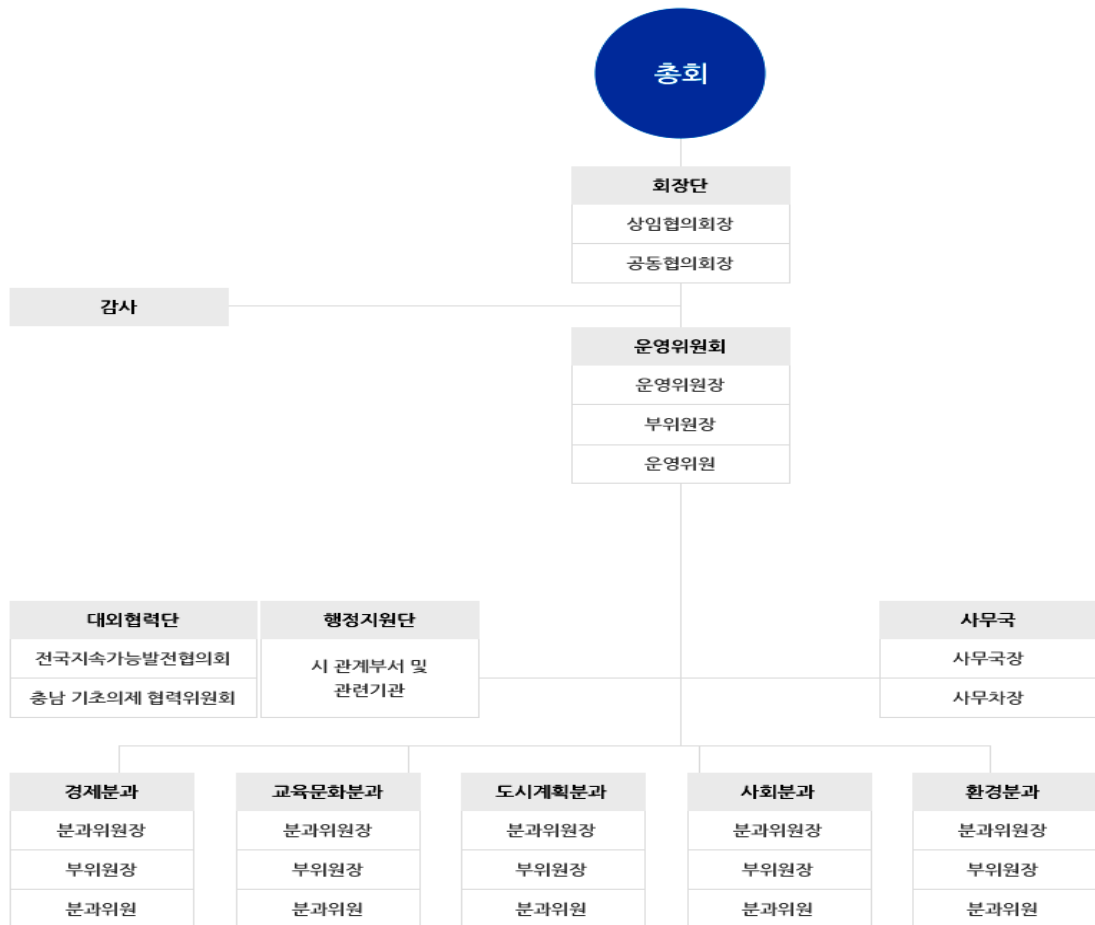 총회
회장단
상임협의회장
공동협의회장
감사
운영위원회
운영위원장
부위원장
운영위원
대외협력단
전국지속가능발전협의회
충남 기초의제 협력위원회
행정지원단
시 관계부서 및
관련기관
사무국
사무국장
사무차장
경제분과
분과위원장
부위원장
분과위원
교육문화분과
분과위원장
부위원장
분과위원
도시계획분과
분과위원장
부위원장
분과위원
사회분과
분과위원장
부위원장
분과위원
환경분과
분과위원장
부위원장
분과위원